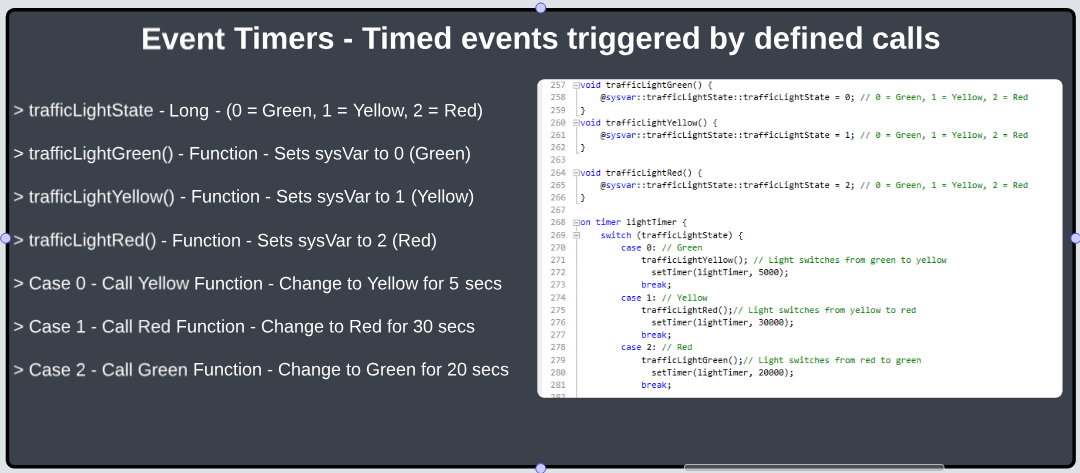 Event Timers - Timed events triggered by defined calls
> trafficLightState - Long - (0 = Green, 1 = Yellow, 2 = Red)
> trafficLightGreen() - Function - Sets sysVar to 0 (Green)
> trafficLightYellow() - Function - Sets sysVar to 1 (Yellow)
> trafficLightRed() - Function - Sets sysVar to 2 (Red)
> Case 0 - Call Yellow Function - Change to Yellow for 5 secs
> Case 1 - Call Red Function - Change to Red for 30 secs
> Case 2 - Call Green Function - Change to Green for 20 secs
257 void trafficLightGreen() {
258 @sysvar::trafficLightState::trafficLightState = 0; // 0 = Green, 1 = Yellow, 2 = Red
259 }
260 void trafficLightYellow() {
261 @sysvar::trafficLightState::trafficLightState = 1; // 0 = Green, 1 = Yellow, 2 = Red
262 }
263
264 void trafficLightRed() {
265 @sysvar::trafficLightState::trafficLightState = 2; // 0 = Green, 1 = Yellow, 2 = Red
266 }
267
268 on timer lightTimer {
269 switch (trafficLightState) {
270 case 0: // Green
271 trafficLightYellow(); // Light switches from green to yellow
272 setTimer(lightTimer, 5000);
273 break;
274 case 1: // Yellow
275 trafficLightRed();// Light switches from yellow to red
276 setTimer(lightTimer, 30000);
277 break;
278 case 2: // Red
279 trafficLightGreen();// Light switches from red to green
280 setTimer(lightTimer, 20000);
281 break;
282